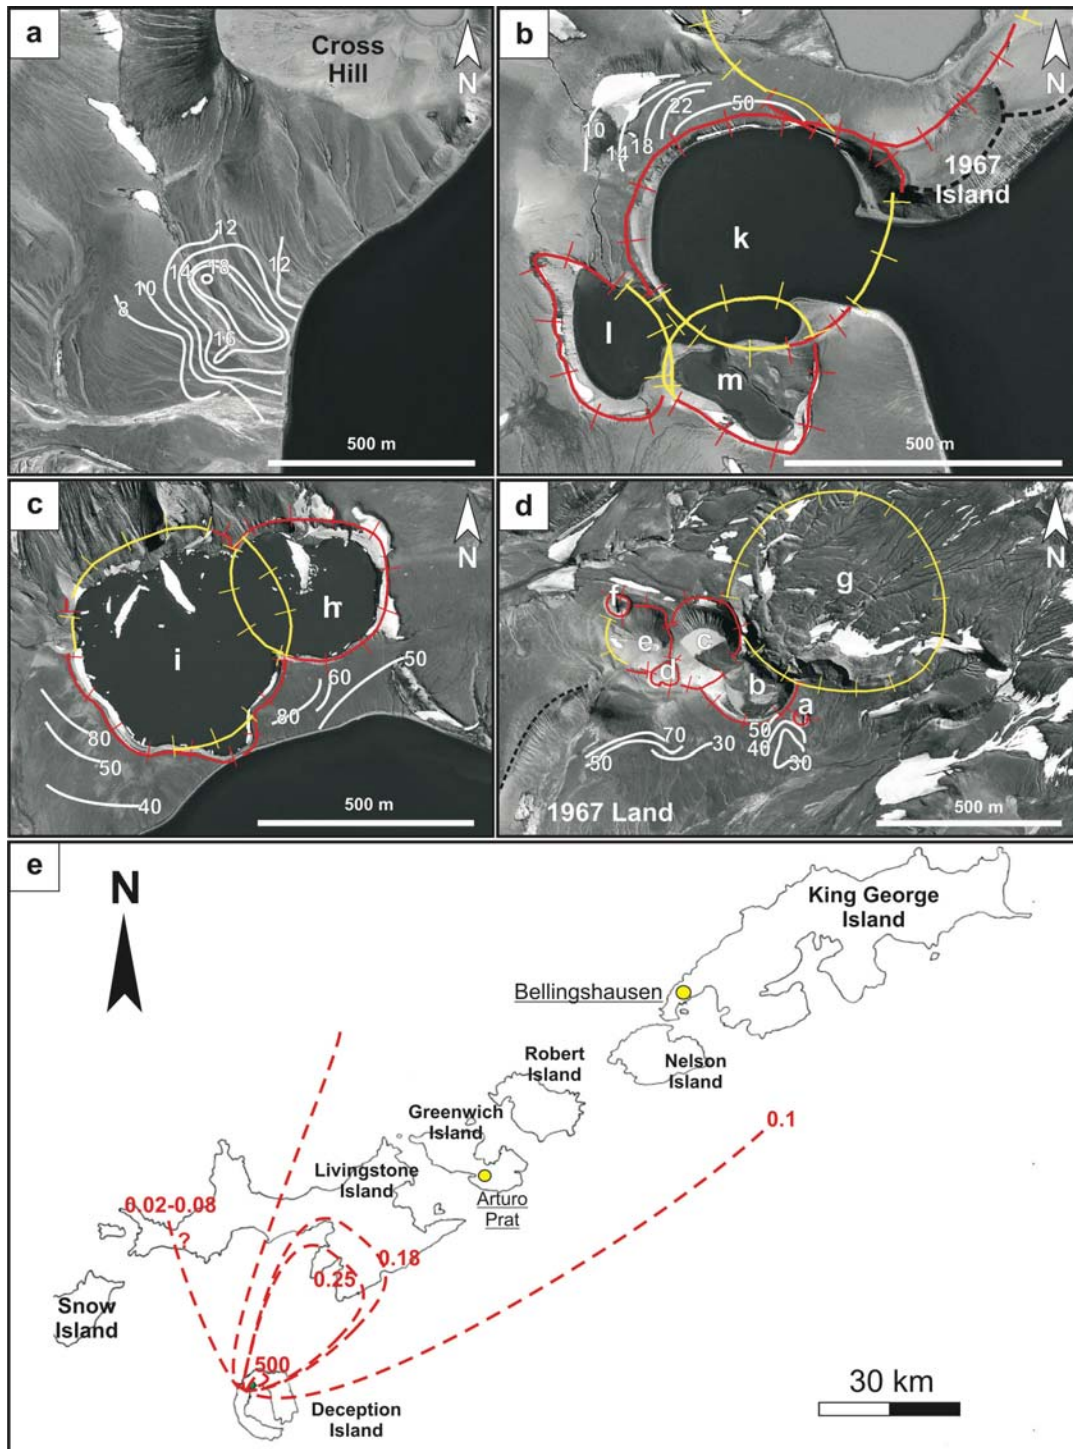 a
Cross
Hill
N
12
14
18
12
10
8
16
500 m
b
N
50
22
10
18
14
1967
Island
k
l
m
500 m
c
N
h
i
50
60
80
80
50
40
500 m
d
N
g
f
e
c
d
b
a
50
70
40
30
50
30
1967 Land
500 m
e
N
King George
Island
Bellingshausen
Robert
Island
Nelson
Island
Greenwich
Island
0.1
Livingstone
Island
Arturo
Prat
0.02-0.08
?
0.18
0.25
Snow
Island
500
30 km
Deception
Island